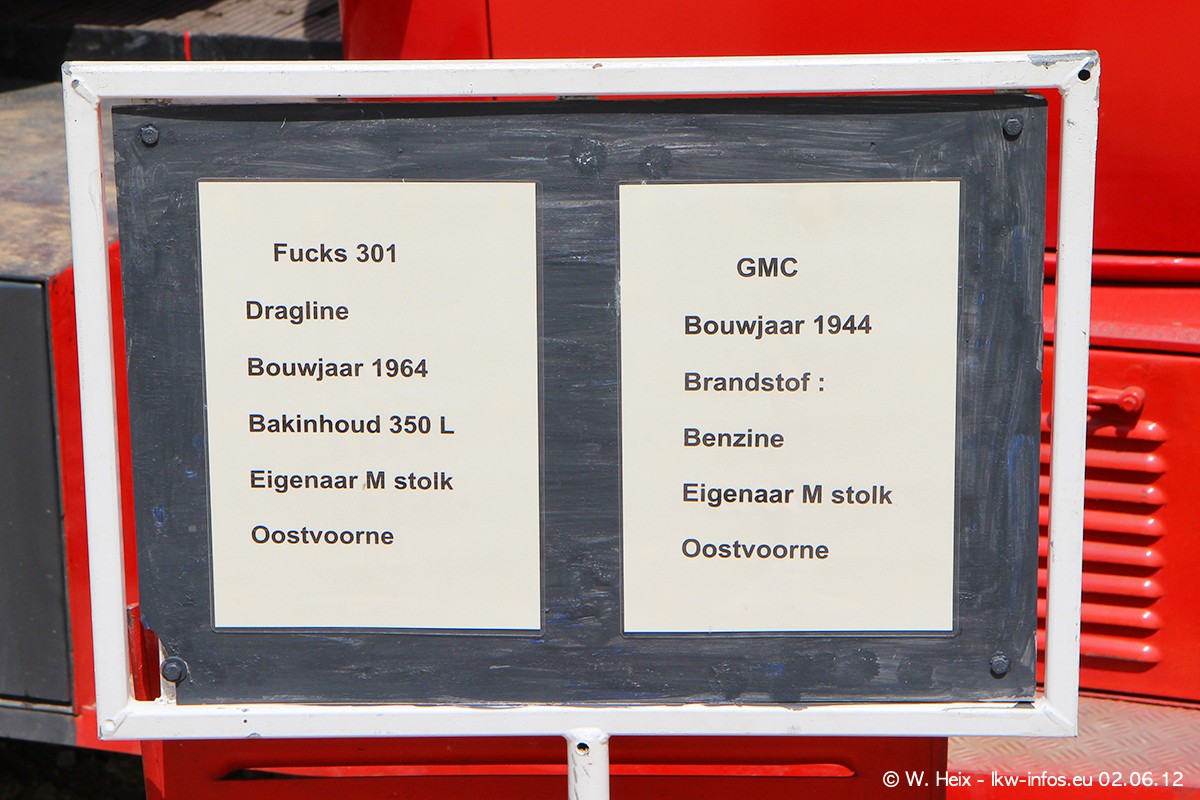 Fucks 301
Dragline
Bouwjaar 1964
Bakinhoud 350 L
Eigenaar M stolk
Oostvoorne
GMC
Bouwjaar 1944
Brandstof :
Benzine
Eigenaar M stolk
Oostvoorne
© W. Heix - lkw-infos.eu 02.06.12